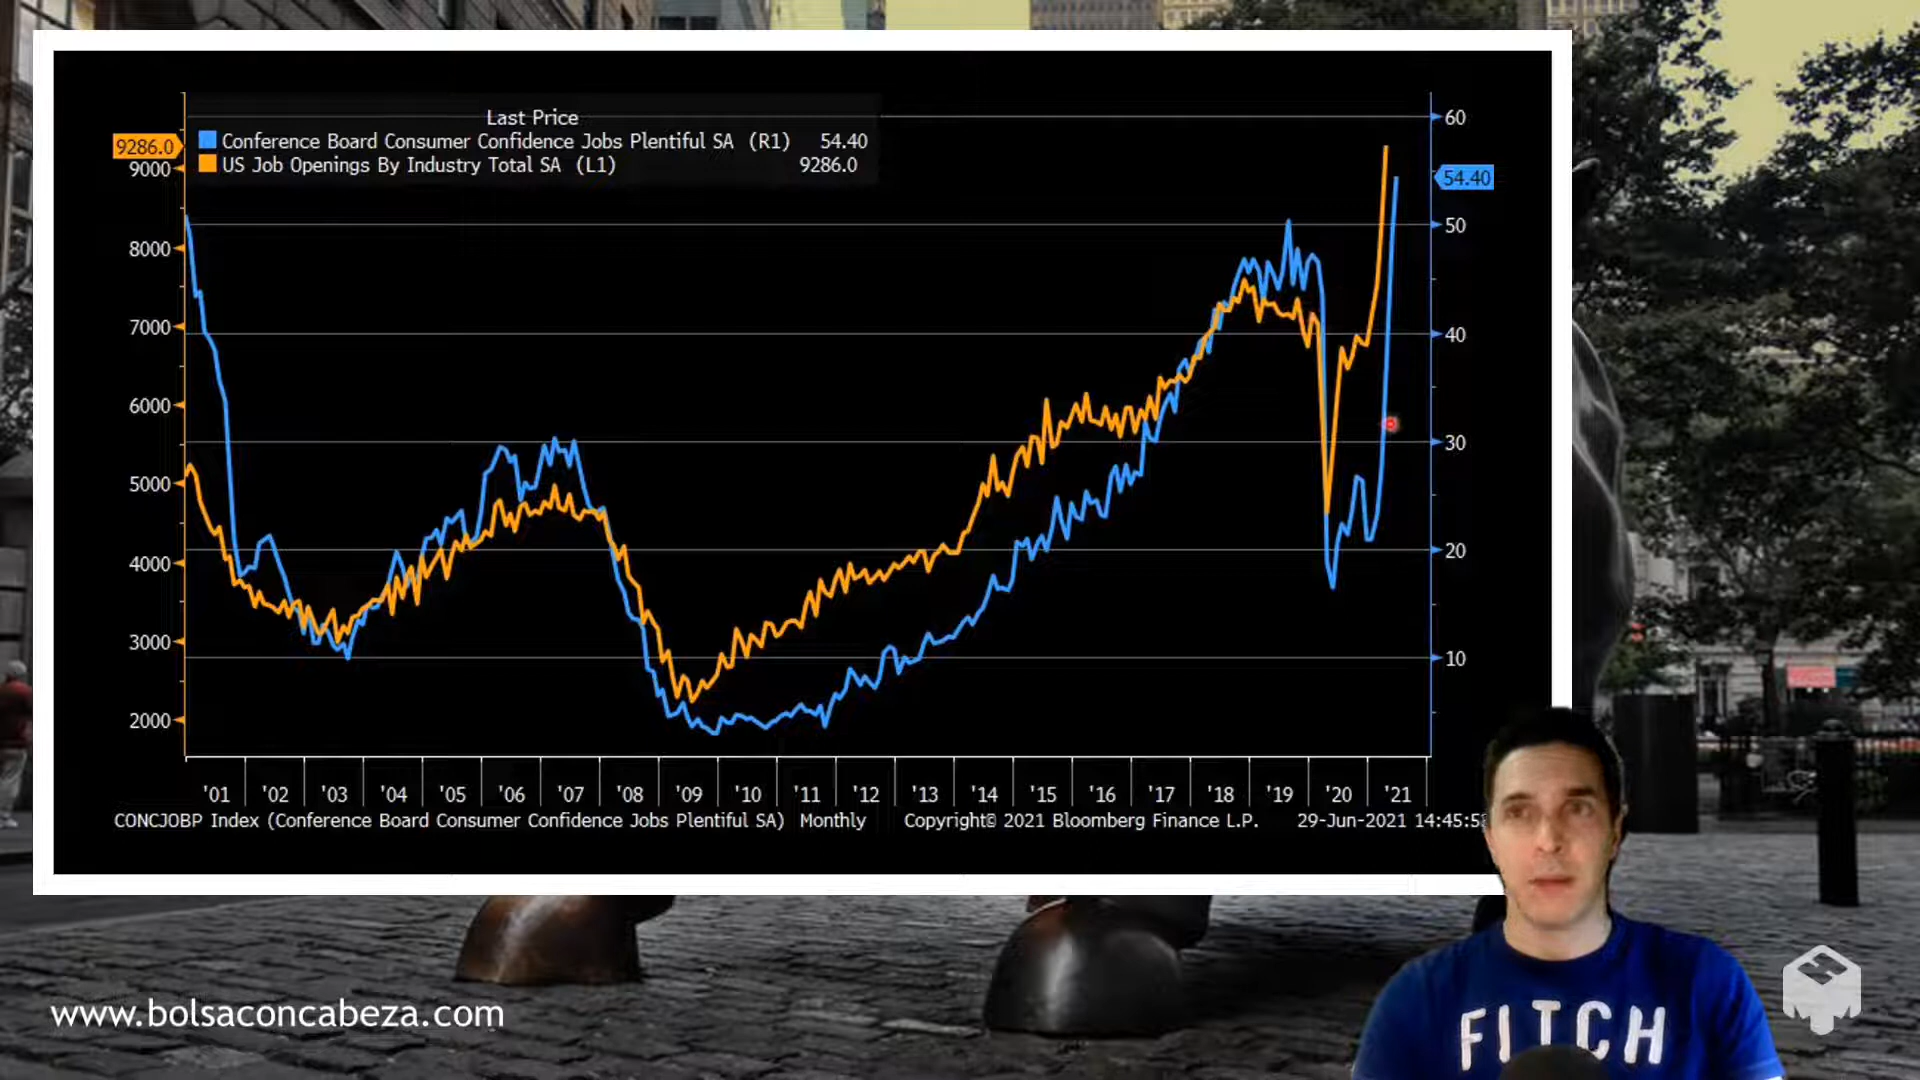 Last Price
Conference Board Consumer Confidence Jobs Plentiful SA (R1) 54.40
US Job Openings By Industry Total SA (L1) 9286.0
9286.0
9000
8000
7000
6000
5000
4000
3000
2000
60
54.40
50
40
30
20
10
'01 '02 '03 '04 '05 '06 '07 '08 '09 '10 '11 '12 '13 '14 '15 '16 '17 '18 '19 '20 '21
CONCJOBP Index (Conference Board Consumer Confidence Jobs Plentiful SA) Monthly Copyright© 2021 Bloomberg Finance L.P. 29-Jun-2021
www.bolsaconcabeza.com
FITCH